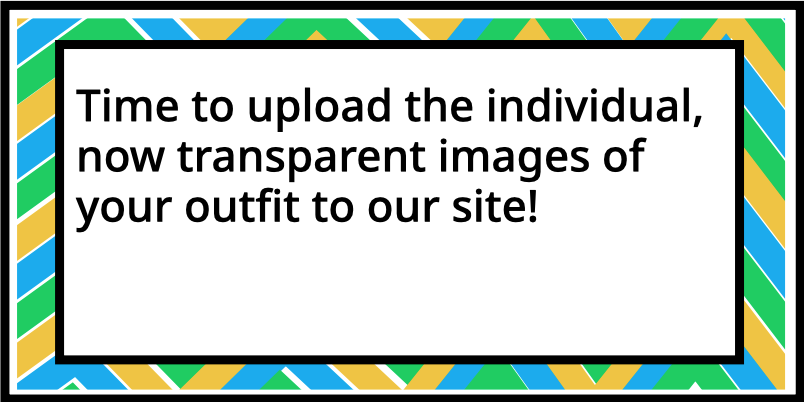 Time to upload the individual,
now transparent images of
your outfit to our site!